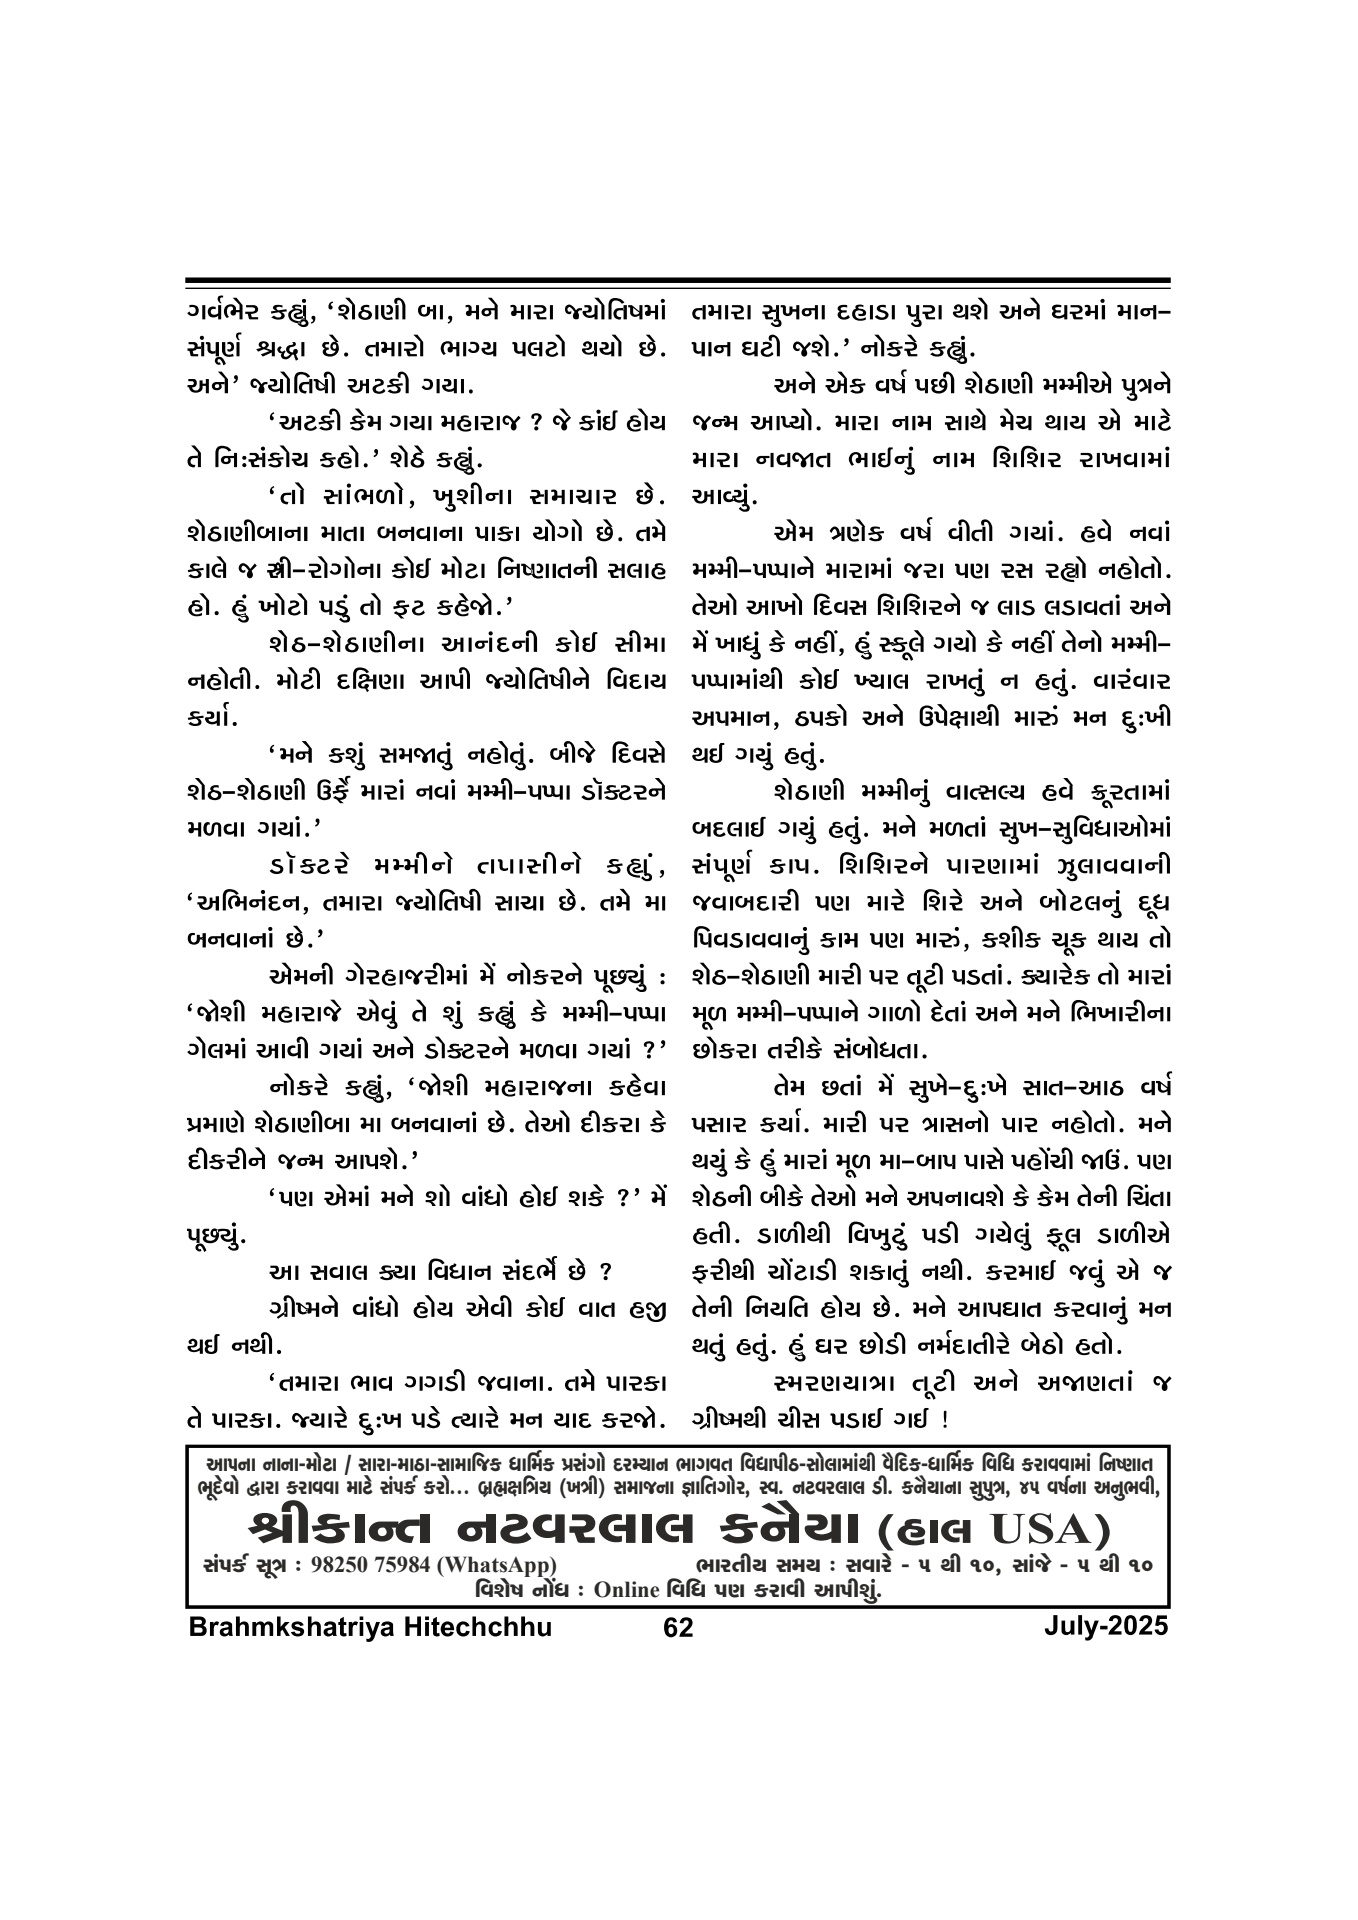 ગર્વભેર કહ્યું, ‘શેઠાણી બા, મને મારા જ્યોતિષમાં
સંપૂર્ણ શ્રદ્ધા છે. તમારો ભાગ્ય પલટો થયો છે.
અને’ જ્યોતિષી અટકી ગયા.
‘અટકી કેમ ગયા મહારાજ ? જે કાંઈ હોય
તે નિઃસંકોચ કહો.’ શેઠે કહ્યું.
‘તો સાંભળો, ખુશીના સમાચાર છે.
શેઠાણીબાના માતા બનવાના પાકા યોગો છે. તમે
કાલે જ સ્ત્રી-રોગોના કોઈ મોટા નિષ્ણાતની સલાહ
હો. હું ખોટો પડું તો ફટ કહેજો.’
શેઠ-શેઠાણીના આનંદની કોઈ સીમા
નહોતી. મોટી દક્ષિણા આપી જ્યોતિષીને વિદાય
કર્યા.
‘મને કશું સમજાતું નહોતું. બીજે દિવસે
શેઠ-શેઠાણી ઉર્ફે મારાં નવાં મમ્મી-પપ્પા ડૉક્ટરને
મળવા ગયાં.’
ડૉક્ટરે મમ્મીને તપાસીને કહ્યું,
‘અભિનંદન, તમારા જ્યોતિષી સાચા છે. તમે મા
બનવાનાં છે.’
એમની ગેરહાજરીમાં મેં નોકરને પૂછ્યું :
‘જોશી મહારાજે એવું તે શું કહ્યું કે મમ્મી-પપ્પા
ગેલમાં આવી ગયાં અને ડોક્ટરને મળવા ગયાં ?’
નોકરે કહ્યું, ‘જોશી મહારાજના કહેવા
પ્રમાણે શેઠાણીબા મા બનવાનાં છે. તેઓ દીકરા કે
દીકરીને જન્મ આપશે.’
‘પણ એમાં મને શો વાંધો હોઈ શકે ?’ મેં
પૂછ્યું.
આ સવાલ ક્યા વિધાન સંદર્ભે છે ?
ગ્રીષ્મને વાંધો હોય એવી કોઈ વાત હજી
થઈ નથી.
‘તમારા ભાવ ગગડી જવાના. તમે પારકા
તે પારકા. જ્યારે દુઃખ પડે ત્યારે મન યાદ કરજો.
તમારા સુખના દહાડા પુરા થશે અને ઘરમાં માન-
પાન ઘટી જશે.’ નોકરે કહ્યું.
અને એક વર્ષ પછી શેઠાણી મમ્મીએ પુત્રને
જન્મ આપ્યો. મારા નામ સાથે મેચ થાય એ માટે
મારા નવજાત ભાઈનું નામ શિશિર રાખવામાં
આવ્યું.
એમ ત્રણેક વર્ષ વીતી ગયાં. હવે નવાં
મમ્મી-પપ્પાને મારામાં જરા પણ રસ રહ્યો નહોતો.
તેઓ આખો દિવસ શિશિરને જ લાડ લડાવતાં અને
મેં ખાધું કે નહીં, હું સ્કૂલે ગયો કે નહીં તેનો મમ્મી-
પપ્પામાંથી કોઈ ખ્યાલ રાખતું ન હતું. વારંવાર
અપમાન, ઠપકો અને ઉપેક્ષાથી મારું મન દુઃખી
થઈ ગયું હતું.
શેઠાણી મમ્મીનું વાત્સલ્ય હવે ક્રૂરતામાં
બદલાઈ ગયું હતું. મને મળતાં સુખ-સુવિધાઓમાં
સંપૂર્ણ કાપ. શિશિરને પારણામાં ઝુલાવવાની
જવાબદારી પણ મારે શિરે અને બોટલનું દૂધ
પિવડાવવાનું કામ પણ મારું, કશીક ચૂક થાય તો
શેઠ-શેઠાણી મારી પર તૂટી પડતાં. ક્યારેક તો મારાં
મૂળ મમ્મી-પપ્પાને ગાળો દેતાં અને મને ભિખારીના
છોકરા તરીકે સંબોધતા.
તેમ છતાં મેં સુખે-દુઃખે સાત-આઠ વર્ષ
પસાર કર્યા. મારી પર ત્રાસનો પાર નહોતો. મને
થયું કે હું મારાં મૂળ મા-બાપ પાસે પહોંચી જાઉં. પણ
શેઠની બીકે તેઓ મને અપનાવશે કે કેમ તેની ચિંતા
હતી. ડાળીથી વિખુટું પડી ગયેલું ફૂલ ડાળીએ
ફરીથી ચોંટાડી શકાતું નથી. કરમાઈ જવું એ જ
તેની નિયતિ હોય છે. મને આપઘાત કરવાનું મન
થતું હતું. હું ઘર છોડી નર્મદાતીરે બેઠો હતો.
સ્મરણયાત્રા તૂટી અને અજાણતાં જ
ગ્રીષ્મથી ચીસ પડાઈ ગઈ !
આપના નાના-મોટા / સારા-માઠા-સામાજિક ધાર્મિક પ્રસંગો દરમ્યાન ભાગવત વિદ્યાપીઠ-સોલામાંથી વૈદિક-ધાર્મિક વિધિ કરાવવામાં નિષ્ણાત
ભૂદેવો દ્વારા કરાવવા માટે સંપર્ક કરો... બ્રહ્મક્ષત્રિય (ખત્રી) સમાજના જ્ઞાતિગોર, સ્વ. નટવરલાલ ડી. કનૈયાના સુપુત્ર, ૪૫ વર્ષના અનુભવી,
શ્રીકાન્ત નટવરલાલ કનૈયા (હાલ USA)
સંપર્ક સૂત્ર : 98250 75984 (WhatsApp) ભારતીય સમય : સવારે - ૫ થી ૧૦, સાંજે - ૫ થી ૧૦
વિશેષ નોંધ : Online વિધિ પણ કરાવી આપીશું.
Brahmkshatriya Hitechchhu 62 July-2025